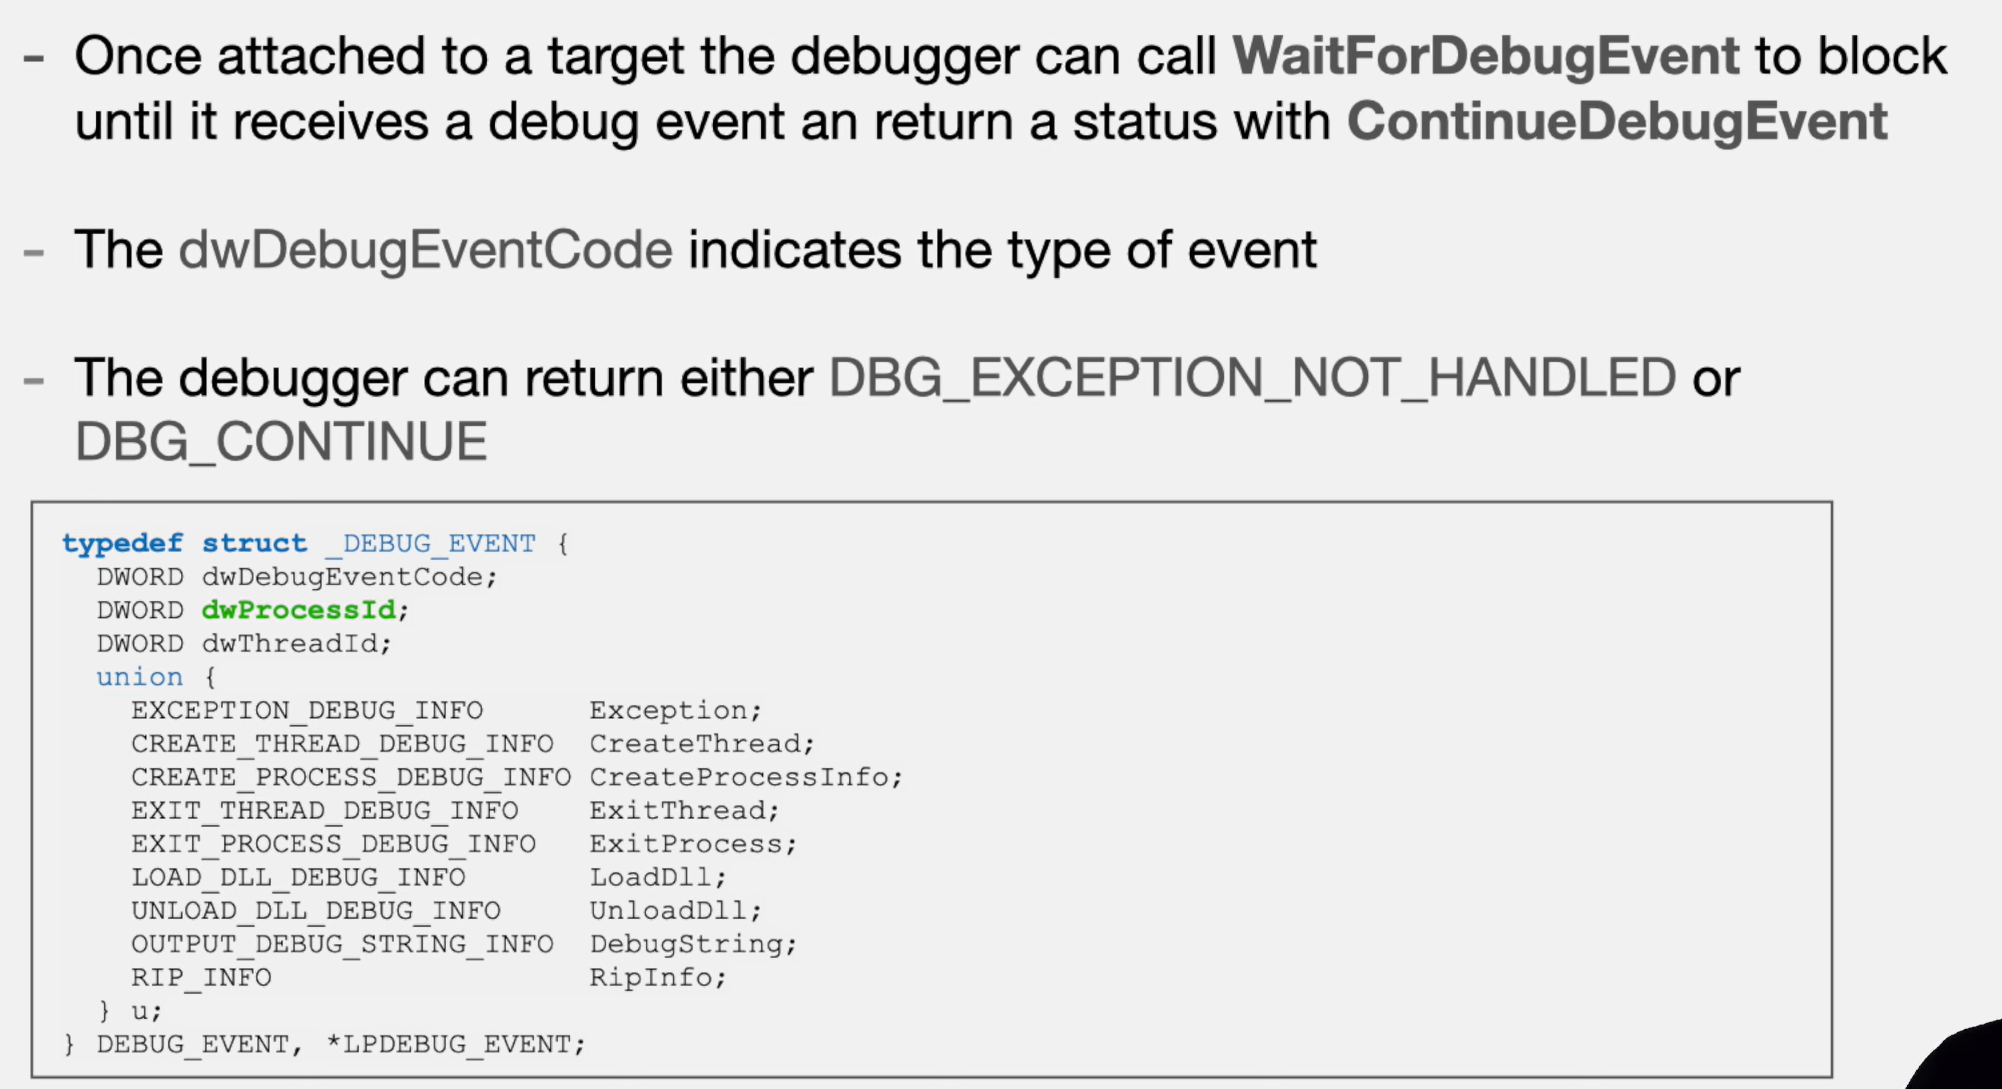 - Once attached to a target the debugger can call WaitForDebugEvent to block
until it receives a debug event an return a status with ContinueDebugEvent
- The dwDebugEventCode indicates the type of event
- The debugger can return either DBG_EXCEPTION_NOT_HANDLED or
DBG_CONTINUE
typedef struct _DEBUG_EVENT {
  DWORD dwDebugEventCode;
  DWORD dwProcessId;
  DWORD dwThreadId;
  union {
    EXCEPTION_DEBUG_INFO      Exception;
    CREATE_THREAD_DEBUG_INFO  CreateThread;
    CREATE_PROCESS_DEBUG_INFO CreateProcessInfo;
    EXIT_THREAD_DEBUG_INFO    ExitThread;
    EXIT_PROCESS_DEBUG_INFO   ExitProcess;
    LOAD_DLL_DEBUG_INFO       LoadDll;
    UNLOAD_DLL_DEBUG_INFO     UnloadDll;
    OUTPUT_DEBUG_STRING_INFO  DebugString;
    RIP_INFO                  RipInfo;
  } u;
} DEBUG_EVENT, *LPDEBUG_EVENT;